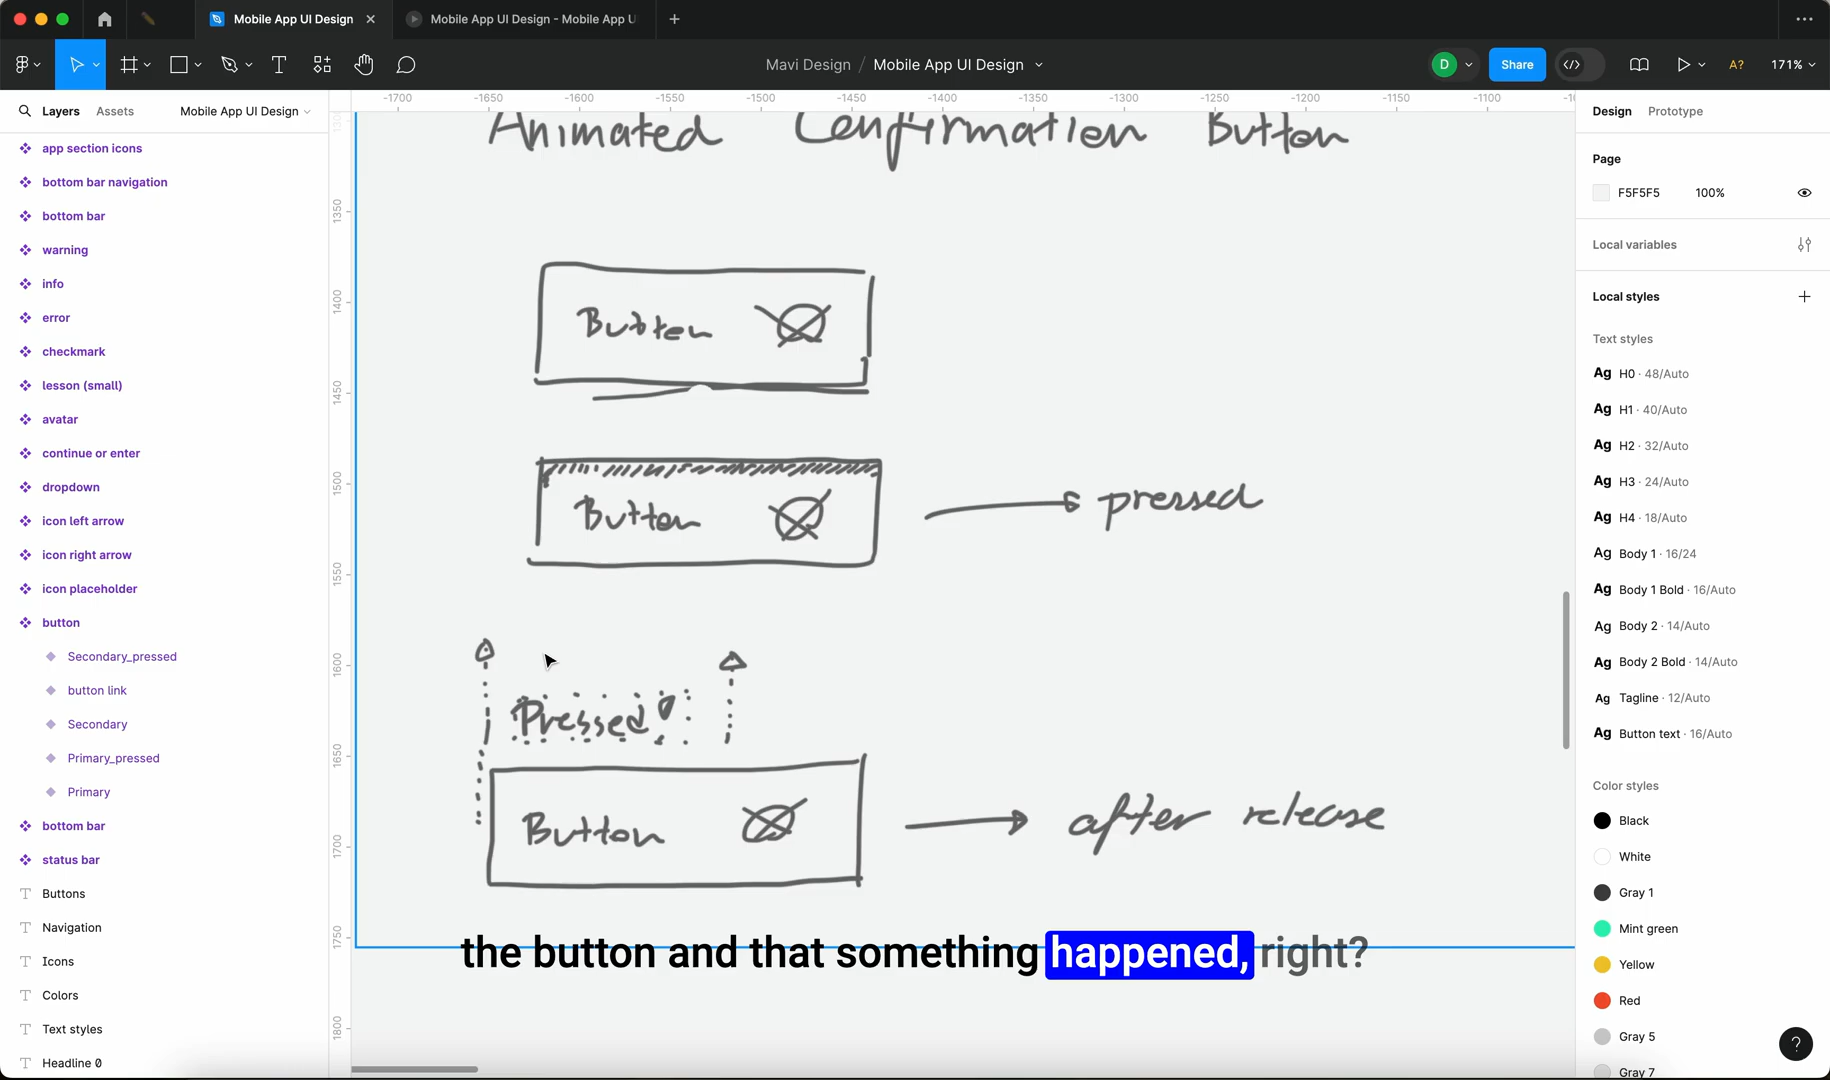 Mobile App UI Design
Mobile App UI Design - Mobile App U
Mavi Design / Mobile App UI Design
D
Share
A?
171%
Layers
Assets
Mobile App UI Design
app section icons
bottom bar navigation
bottom bar
warning
info
error
checkmark
lesson (small)
avatar
continue or enter
dropdown
icon left arrow
icon right arrow
icon placeholder
button
Secondary_pressed
button link
Secondary
Primary_pressed
Primary
bottom bar
status bar
Buttons
Navigation
Icons
Colors
Text styles
Headline 0
-1700 -1650 -1600 -1550 -1500 -1450 -1400 -1350 -1300 -1250 -1200 -1150 -1100
1350
1400
1450
1500
1550
1600
1650
1700
1750
1800
Animated Confirmation Button
Button
Button
pressed
Pressed
Button
after release
the button and that something happened, right?
Design
Prototype
Page
F5F5F5 100%
Local variables
Local styles
Text styles
Ag H0 · 48/Auto
Ag H1 · 40/Auto
Ag H2 · 32/Auto
Ag H3 · 24/Auto
Ag H4 · 18/Auto
Ag Body 1 · 16/24
Ag Body 1 Bold · 16/Auto
Ag Body 2 · 14/Auto
Ag Body 2 Bold · 14/Auto
Ag Tagline · 12/Auto
Ag Button text · 16/Auto
Color styles
Black
White
Gray 1
Mint green
Yellow
Red
Gray 5
Gray 7
?